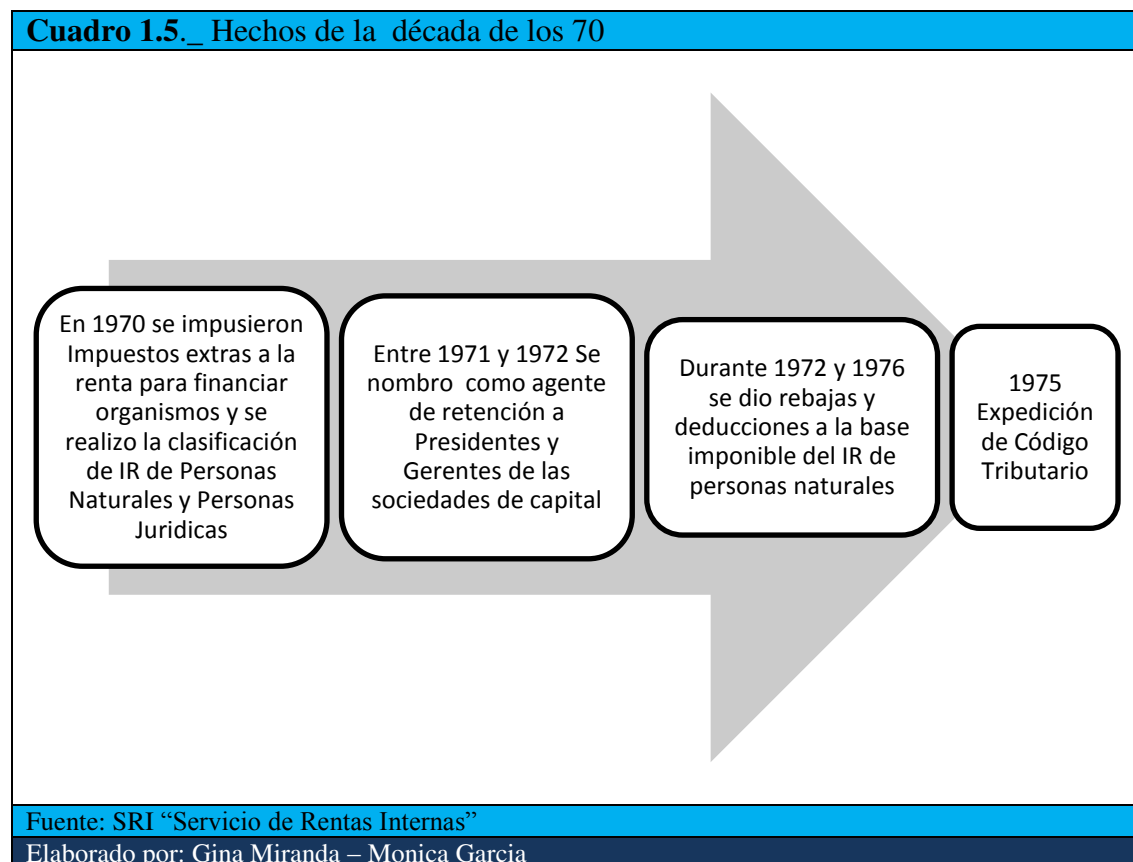 Cuadro 1.5._ Hechos de la década de los 70
En 1970 se impusieron
Impuestos extras a la
renta para financiar
organismos y se
realizo la clasificación
de IR de Personas
Naturales y Personas
Juridicas
Entre 1971 y 1972 Se
nombro como agente
de retención a
Presidentes y
Gerentes de las
sociedades de capital
Durante 1972 y 1976
se dio rebajas y
deducciones a la base
imponible del IR de
personas naturales
1975
Expedición
de Código
Tributario
Fuente: SRI “Servicio de Rentas Internas”
Elaborado por: Gina Miranda – Monica Garcia